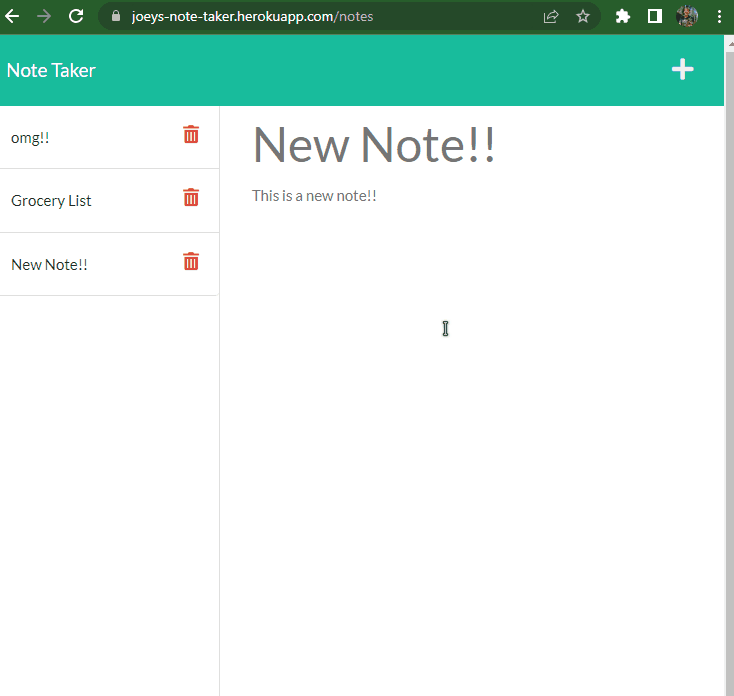 joeys-note-taker.herokuapp.com/notes
Note Taker
omg!!
Grocery List
New Note!!
New Note!!
This is a new note!!